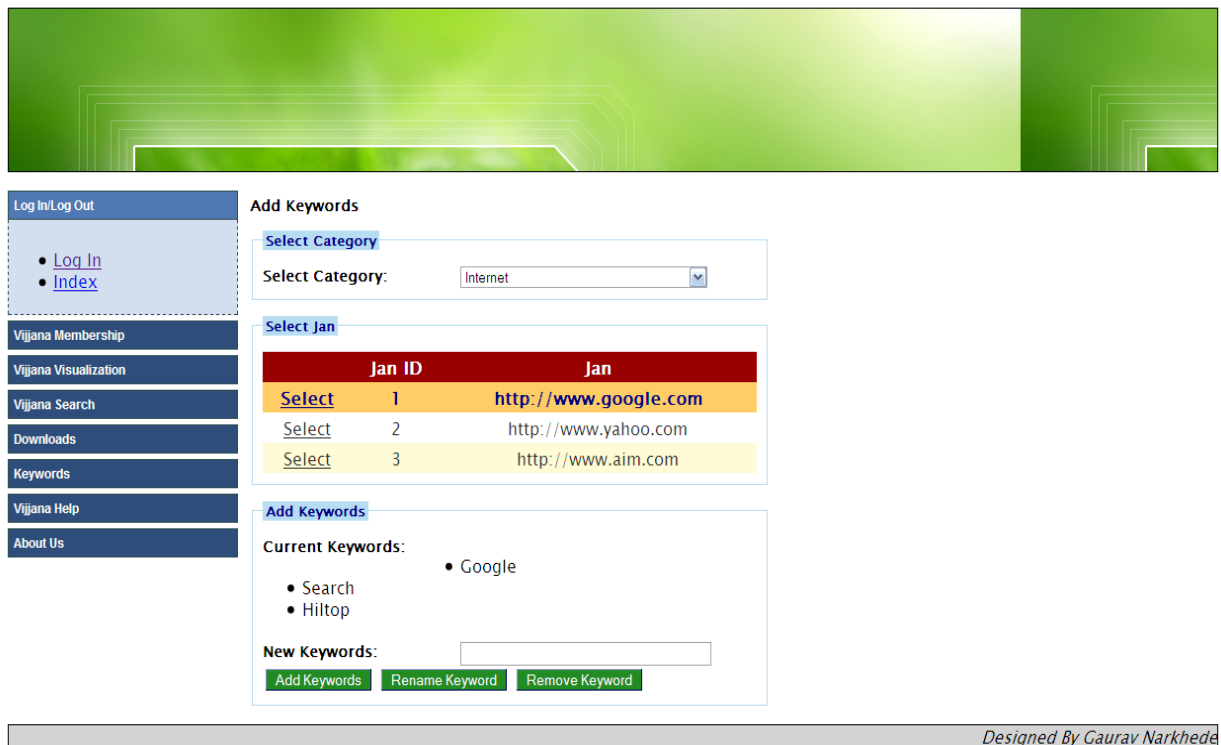 Log In/Log Out
Log In
Index
Vijjana Membership
Vijjana Visualization
Vijjana Search
Downloads
Keywords
Vijjana Help
About Us
Add Keywords
Select Category
Select Category: Internet
Select Jan
Jan ID Jan
Select 1 http://www.google.com
Select 2 http://www.yahoo.com
Select 3 http://www.aim.com
Add Keywords
Current Keywords:
Google
Search
Hiltop
New Keywords:
Add Keywords Rename Keyword Remove Keyword
Designed By Gaurav Narkhede